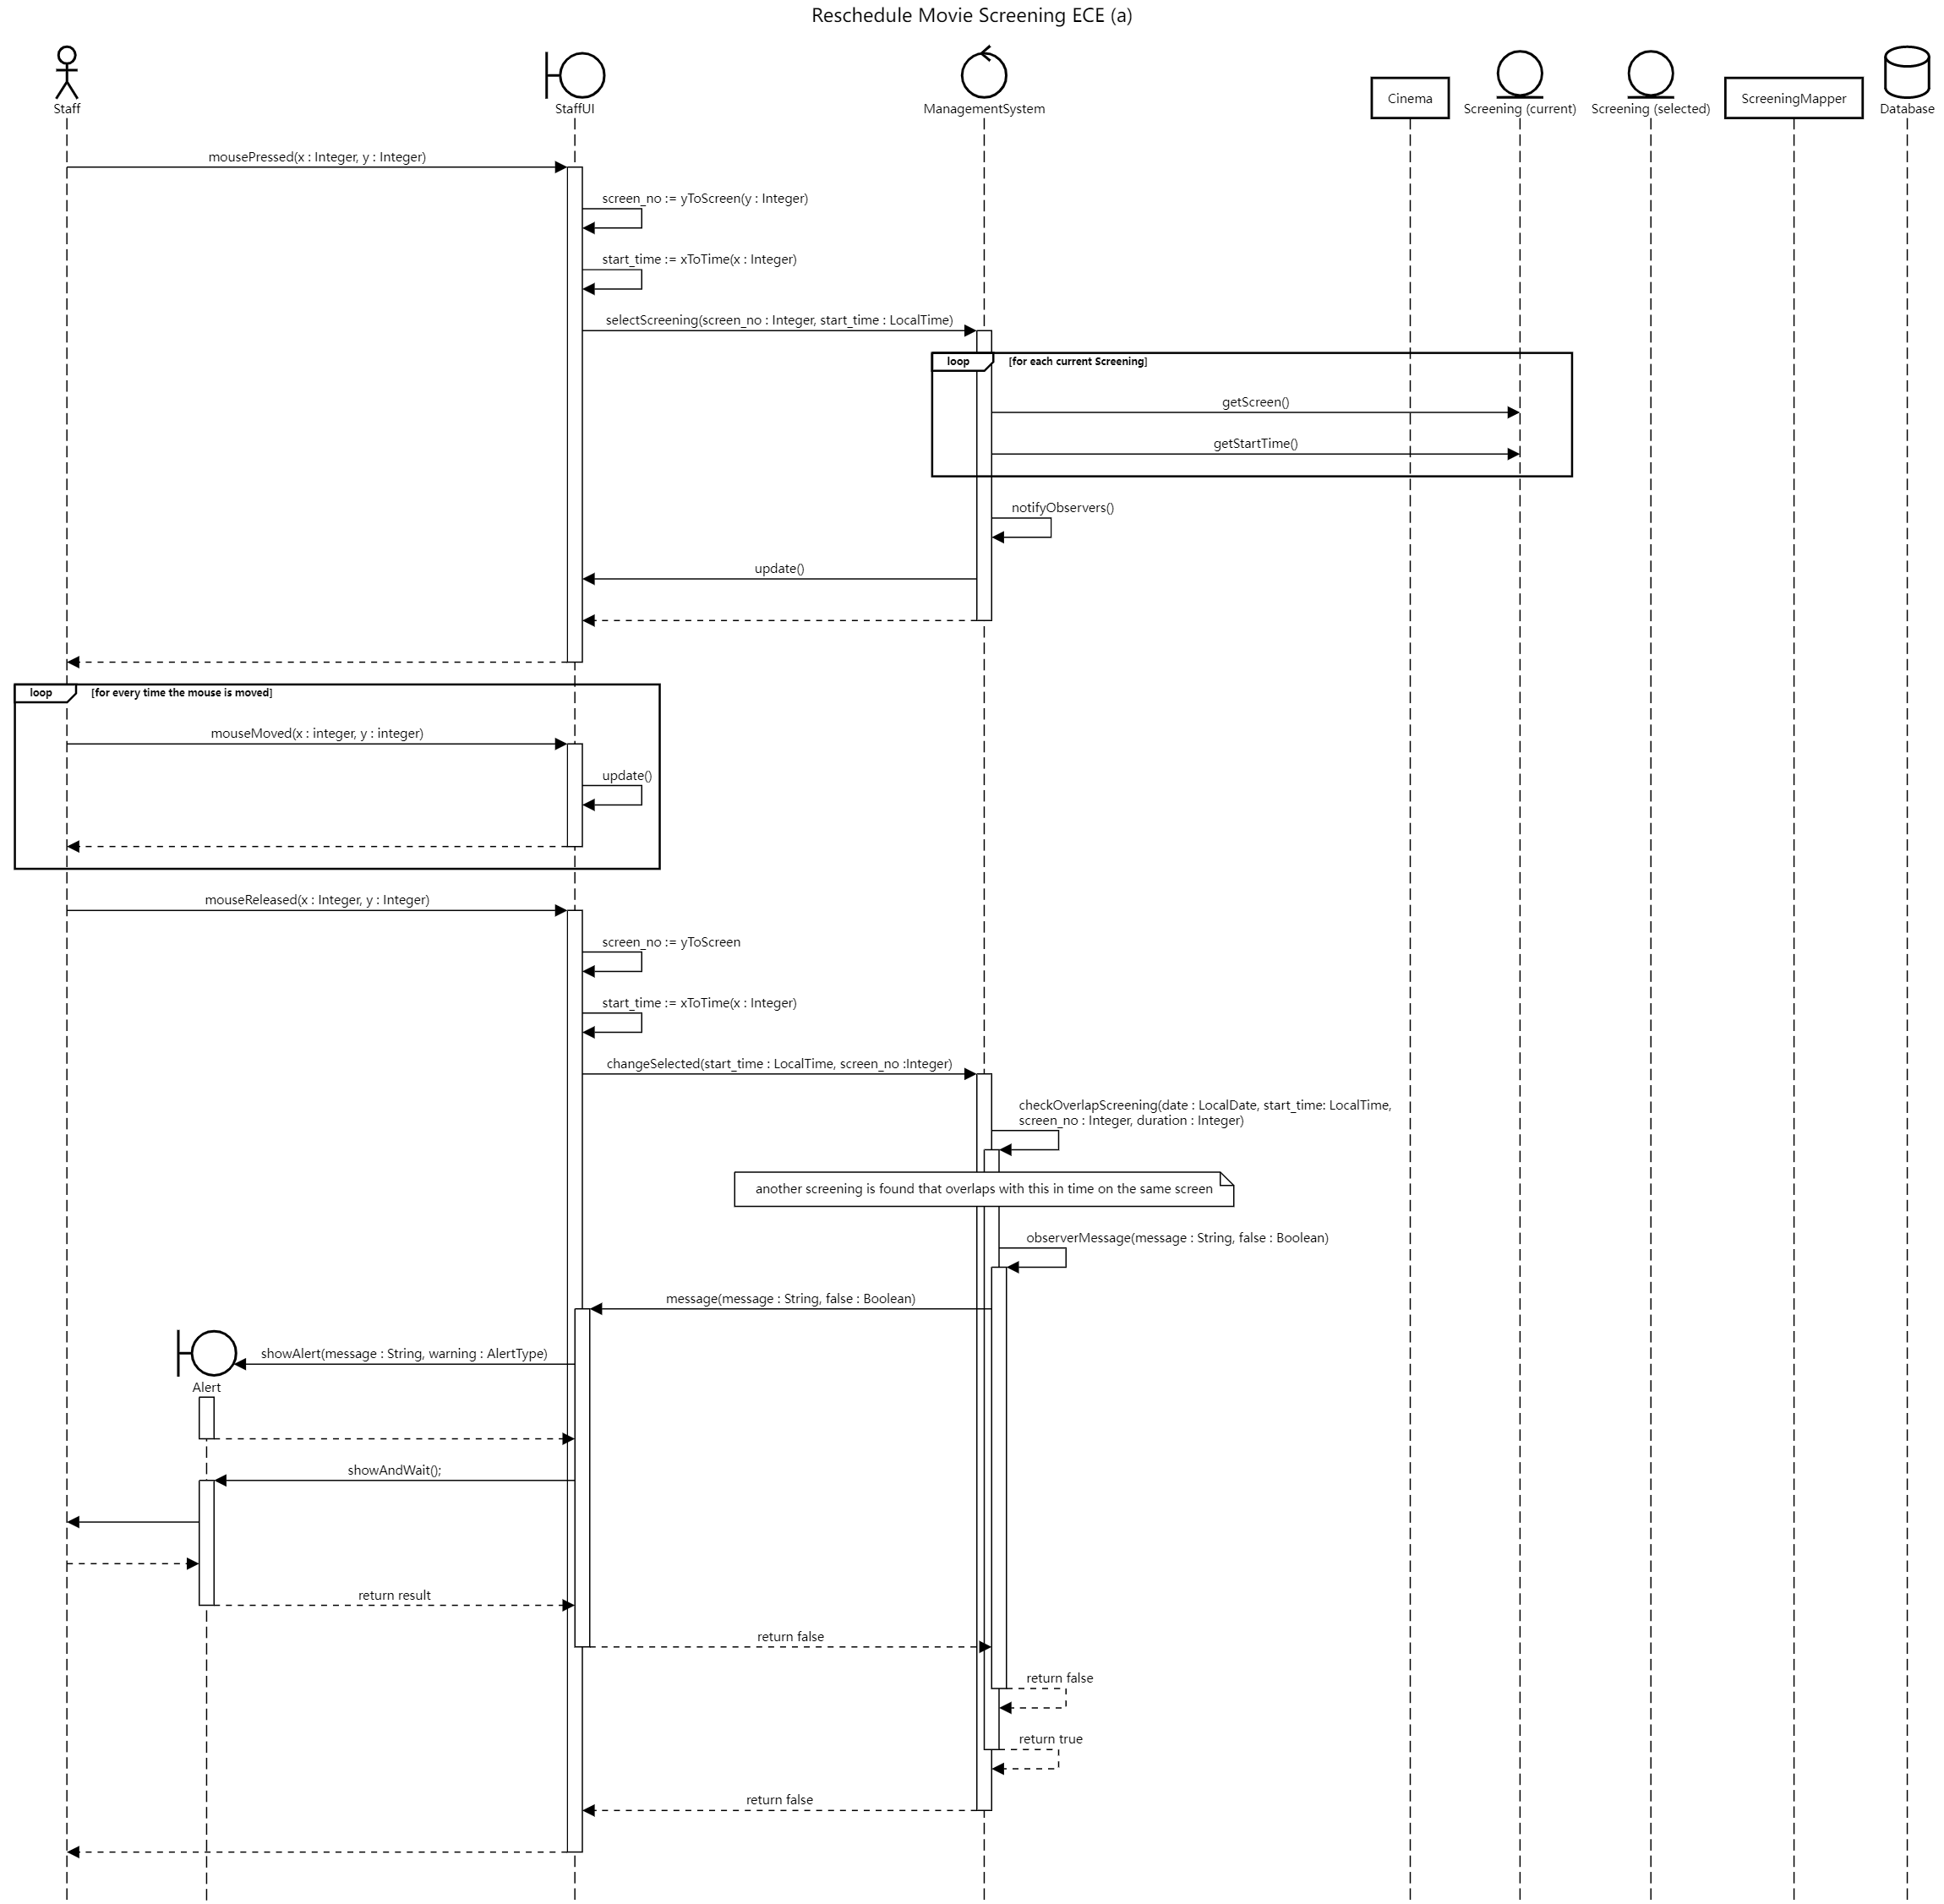 Reschedule Movie Screening ECE (a)
Staff
StaffUI
ManagementSystem
Cinema
Screening (current)
Screening (selected)
ScreeningMapper
Database
mousePressed(x : Integer, y : Integer)
screen_no := yToScreen(y : Integer)
start_time := xToTime(x : Integer)
selectScreening(screen_no : Integer, start_time : LocalTime)
loop
[for each current Screening]
getScreen()
getStartTime()
notifyObservers()
update()
loop
[for every time the mouse is moved]
mouseMoved(x : integer, y : integer)
update()
mouseReleased(x : Integer, y : Integer)
screen_no := yToScreen
start_time := xToTime(x : Integer)
changeSelected(start_time : LocalTime, screen_no :Integer)
checkOverlapScreening(date : LocalDate, start_time: LocalTime,
screen_no : Integer, duration : Integer)
another screening is found that overlaps with this in time on the same screen
observerMessage(message : String, false : Boolean)
message(message : String, false : Boolean)
showAlert(message : String, warning : AlertType)
Alert
showAndWait();
return result
return false
return false
return true
return false